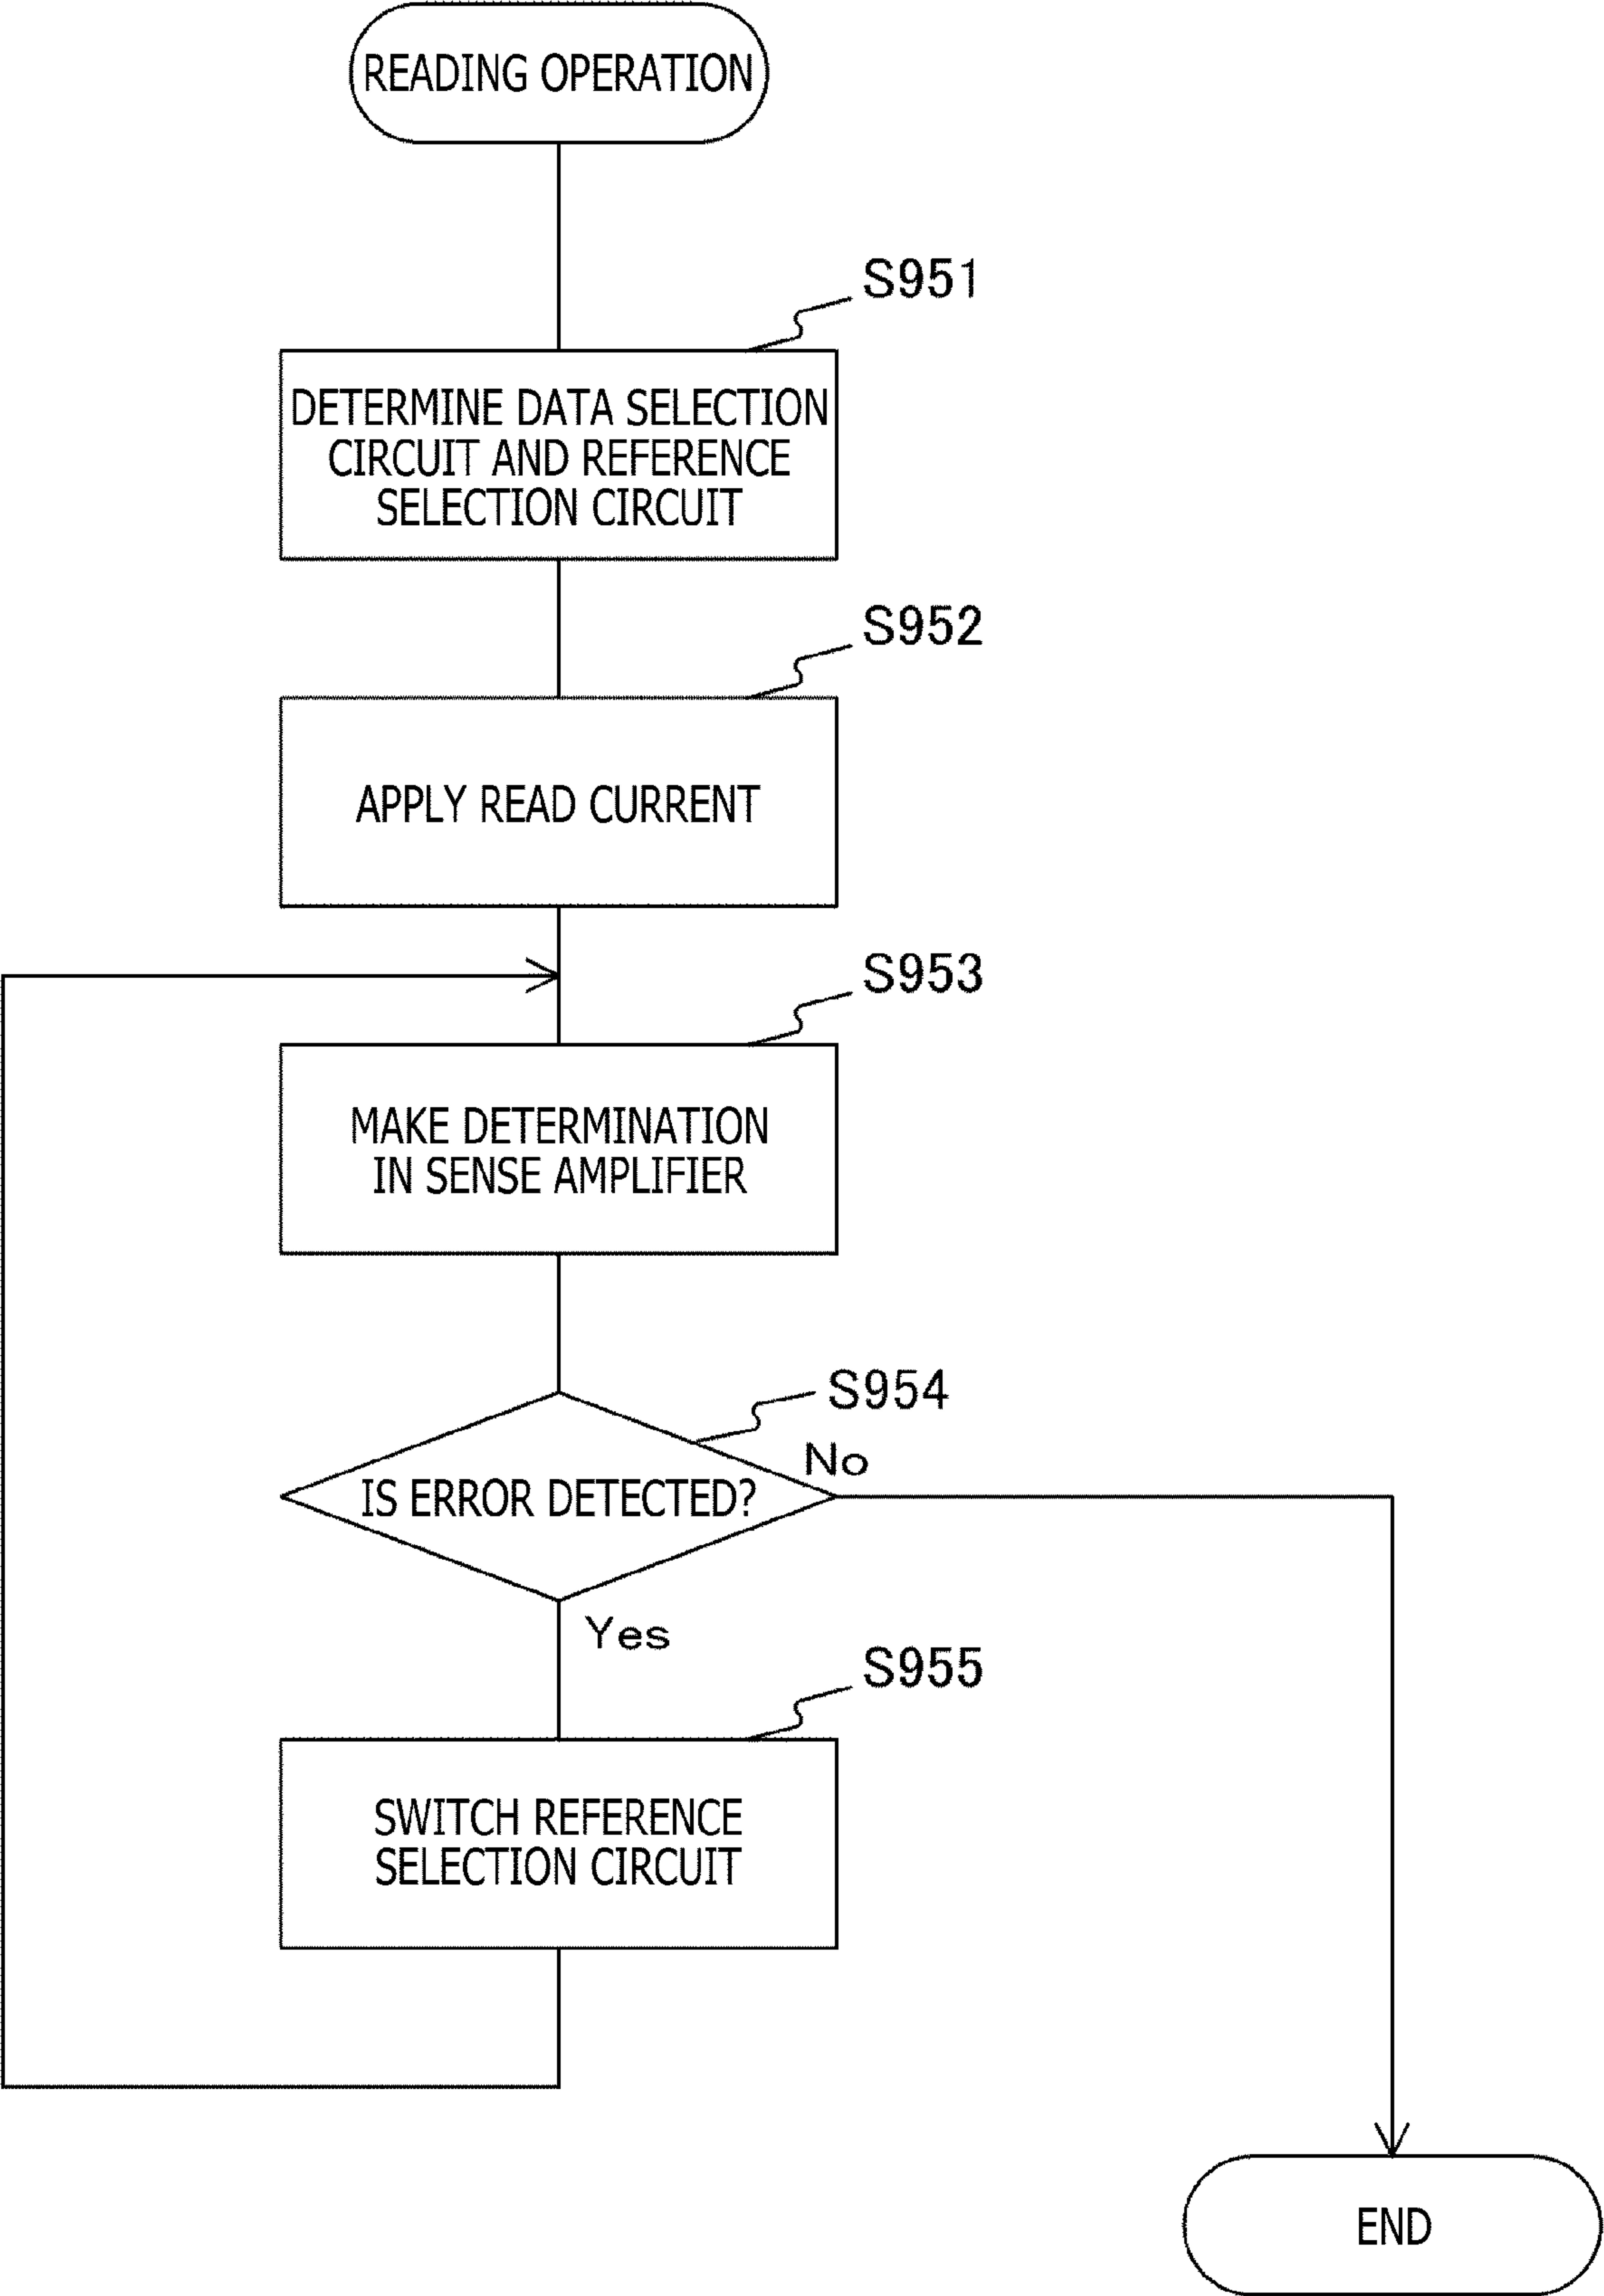 READING OPERATION
S951
DETERMINE DATA SELECTION
CIRCUIT AND REFERENCE
SELECTION CIRCUIT
S952
APPLY READ CURRENT
S953
MAKE DETERMINATION
IN SENSE AMPLIFIER
S954
No
IS ERROR DETECTED?
Yes
S955
SWITCH REFERENCE
SELECTION CIRCUIT
END